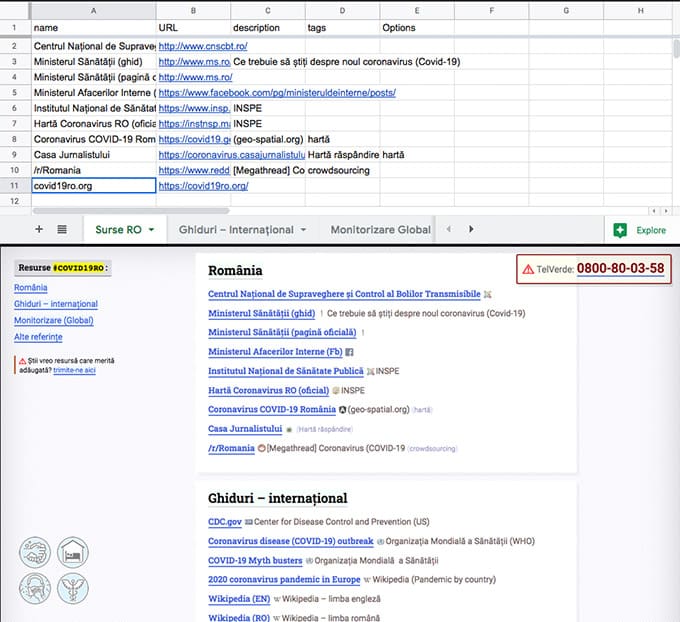 A B C D E F G H
1 name URL description tags Options
2 Centrul Național de Supraveghe http://www.cnscbt.ro/
3 Ministerul Sănătății (ghid) http://www.ms.ro Ce trebuie să știți despre noul coronavirus (Covid-19)
4 Ministerul Sănătății (pagină o http://www.ms.ro/
5 Ministerul Afacerilor Interne ( https://www.facebook.com/pg/ministeruldeinterne/posts/
6 Institutul Național de Sănătat http://www.insp. INSPE
7 Hartă Coronavirus RO (oficia https://instnsp.m INSPE
8 Coronavirus COVID-19 Rom https://covid19.g (geo-spatial.org) hartă
9 Casa Jurnalistului https://coronavirus.casajurnalistulu Hartă răspândire hartă
10 /r/Romania https://www.redd [Megathread] Co crowdsourcing
11 covid19ro.org https://covid19ro.org/
12
+ Surse RO Ghiduri – Internațional Monitorizare Global Explore
Resurse #COVID19RO :
România
Ghiduri – internațional
Monitorizare (Global)
Alte referințe
Știi vreo resursă care merită
adăugată? trimite-ne aici
TelVerde: 0800-80-03-58
România
Centrul Național de Supraveghere și Control al Bolilor Transmisibile
Ministerul Sănătății (ghid) Ce trebuie să știți despre noul coronavirus (Covid-19)
Ministerul Sănătății (pagină oficială)
Ministerul Afacerilor Interne (Fb)
Institutul Național de Sănătate Publică INSPE
Hartă Coronavirus RO (oficial) INSPE
Coronavirus COVID-19 România (geo-spatial.org) (hartă)
Casa Jurnalistului (Hartă răspândire)
/r/Romania [Megathread] Coronavirus (COVID-19 (crowdsourcing)
Ghiduri – internațional
CDC.gov Center for Disease Control and Prevention (US)
Coronavirus disease (COVID-19) outbreak Organizația Mondială a Sănătății (WHO)
COVID-19 Myth busters Organizația Mondială a Sănătății
2020 coronavirus pandemic in Europe W Wikipedia (Pandemic by country)
Wikipedia (EN) W Wikipedia – limba engleză
Wikipedia (RO) W Wikipedia – limba română